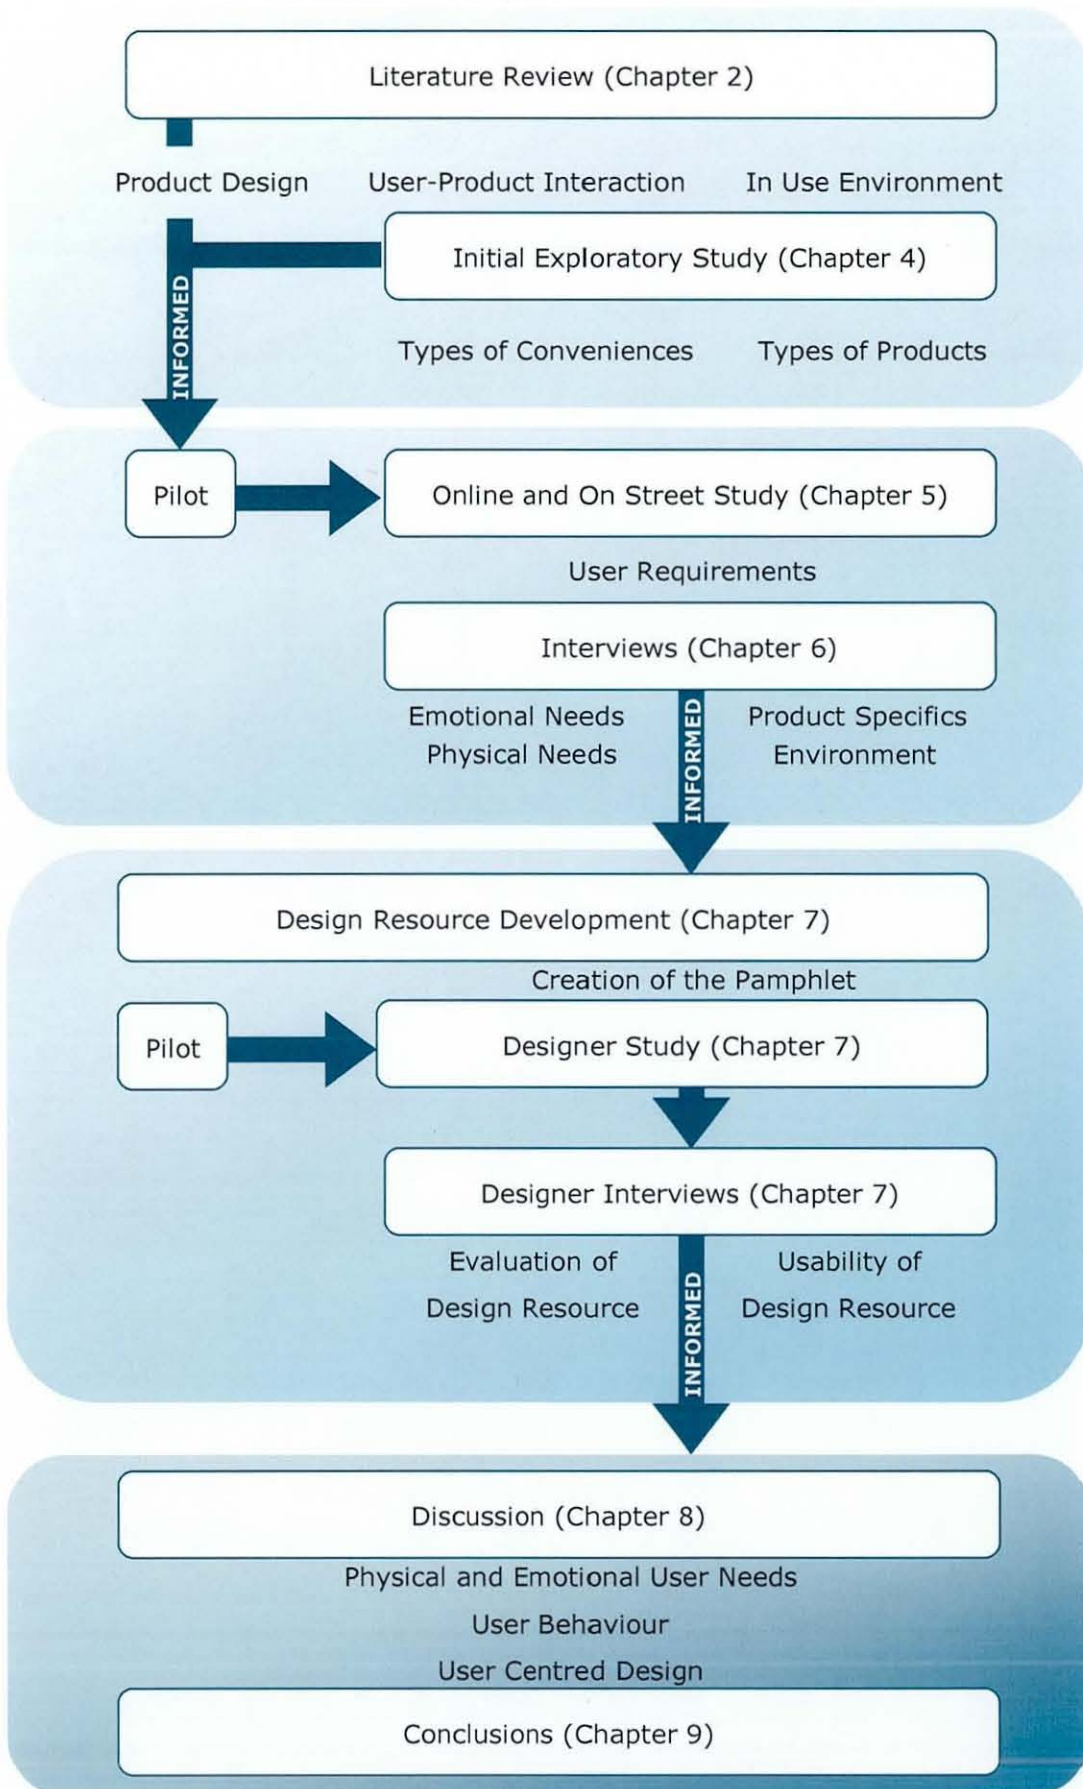 Literature Review (Chapter 2)
Product Design
User-Product Interaction
In Use Environment
Initial Exploratory Study (Chapter 4)
INFORMED
Types of Conveniences
Types of Products
Pilot
Online and On Street Study (Chapter 5)
User Requirements
Interviews (Chapter 6)
Emotional Needs
Physical Needs
INFORMED
Product Specifics
Environment
Design Resource Development (Chapter 7)
Creation of the Pamphlet
Pilot
Designer Study (Chapter 7)
Designer Interviews (Chapter 7)
Evaluation of
Design Resource
INFORMED
Usability of
Design Resource
Discussion (Chapter 8)
Physical and Emotional User Needs
User Behaviour
User Centred Design
Conclusions (Chapter 9)